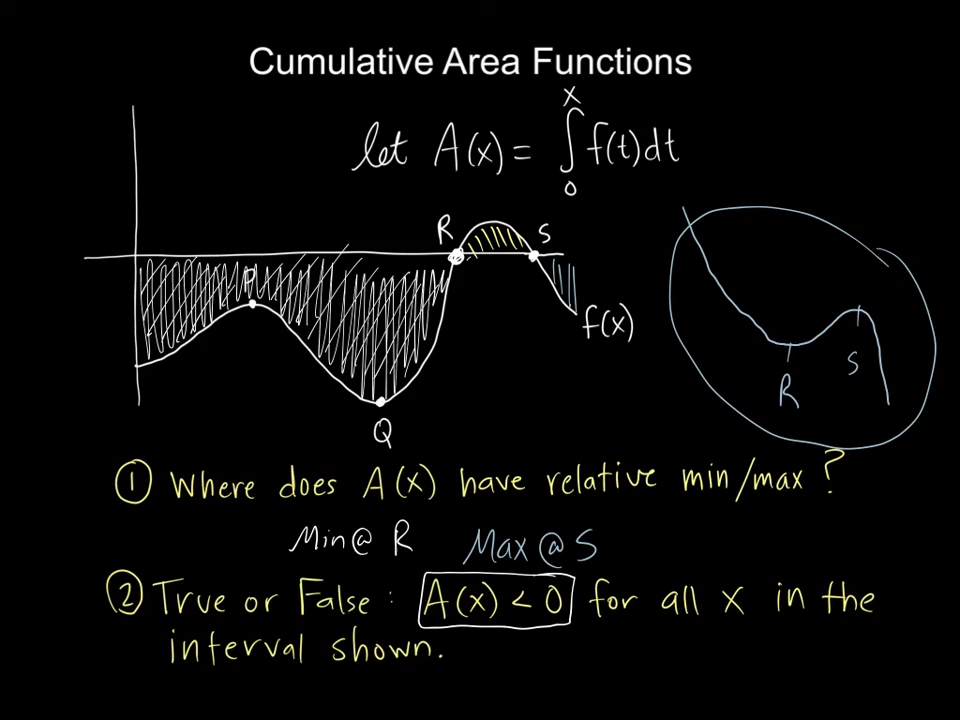 Cumulative Area Functions
let A(x) = ∫₀ˣ f(t)dt
R
S
P
f(x)
Q
R
S
① Where does A(x) have relative min/max?
Min@ R Max@S
② True or False: A(x) < 0 for all x in the
interval shown.